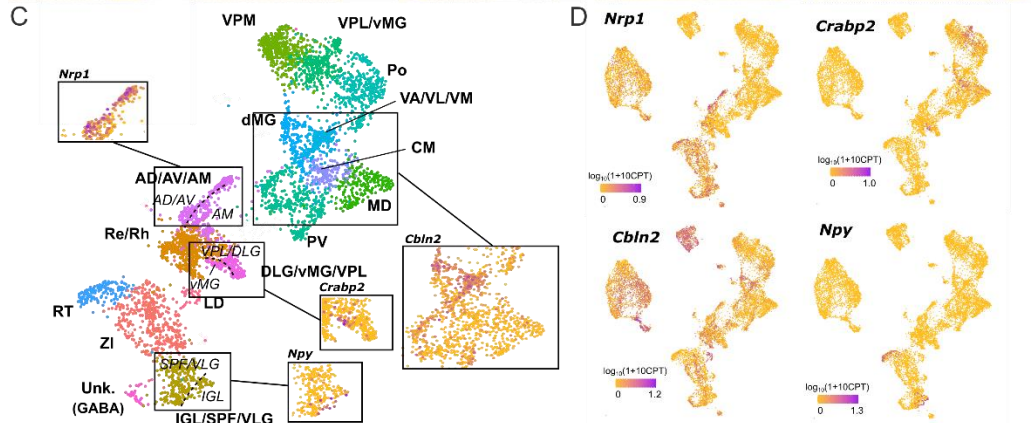 C
VPM
VPL/vMG
Po
VA/VL/VM
dMG
CM
MD
PV
Nrp1
AD/AV/AM
AD/AV
AM
Re/Rh
VPL/DLG
vMG
DLG/vMG/VPL
LD
RT
ZI
Crabp2
Cbln2
SPF/VLG
IGL
Npy
Unk.
(GABA)
IGL/SPF/VLG
D
Nrp1
log10(1+10CPT)
0 0.9
Crabp2
log10(1+10CPT)
0 1.0
Cbln2
log10(1+10CPT)
0 1.2
Npy
log10(1+10CPT)
0 1.3